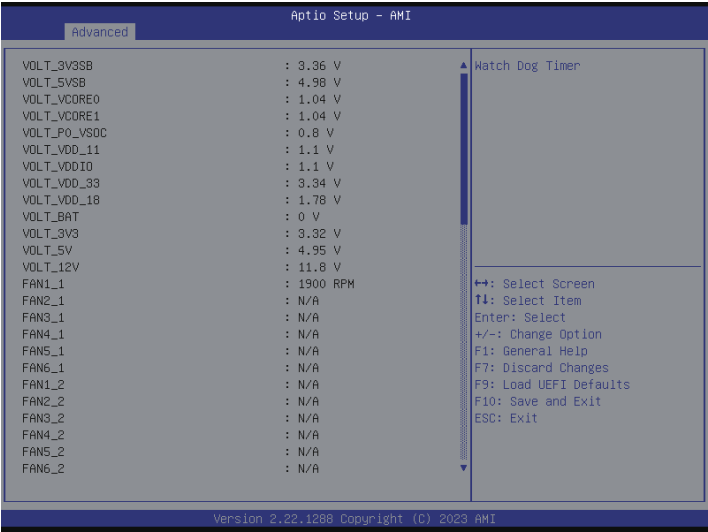 Aptio Setup - AMI
Advanced
VOLT_3V3SB : 3.36 V
VOLT_5VSB : 4.98 V
VOLT_VCORE0 : 1.04 V
VOLT_VCORE1 : 1.04 V
VOLT_P0_VSOC : 0.8 V
VOLT_VDD_11 : 1.1 V
VOLT_VDDIO : 1.1 V
VOLT_VDD_33 : 3.34 V
VOLT_VDD_18 : 1.78 V
VOLT_BAT : 0 V
VOLT_3V3 : 3.32 V
VOLT_5V : 4.95 V
VOLT_12V : 11.8 V
FAN1_1 : 1900 RPM
FAN2_1 : N/A
FAN3_1 : N/A
FAN4_1 : N/A
FAN5_1 : N/A
FAN6_1 : N/A
FAN1_2 : N/A
FAN2_2 : N/A
FAN3_2 : N/A
FAN4_2 : N/A
FAN5_2 : N/A
FAN6_2 : N/A
Watch Dog Timer
↔: Select Screen
↑↓: Select Item
Enter: Select
+/-: Change Option
F1: General Help
F7: Discard Changes
F9: Load UEFI Defaults
F10: Save and Exit
ESC: Exit
Version 2.22.1288 Copyright (C) 2023 AMI